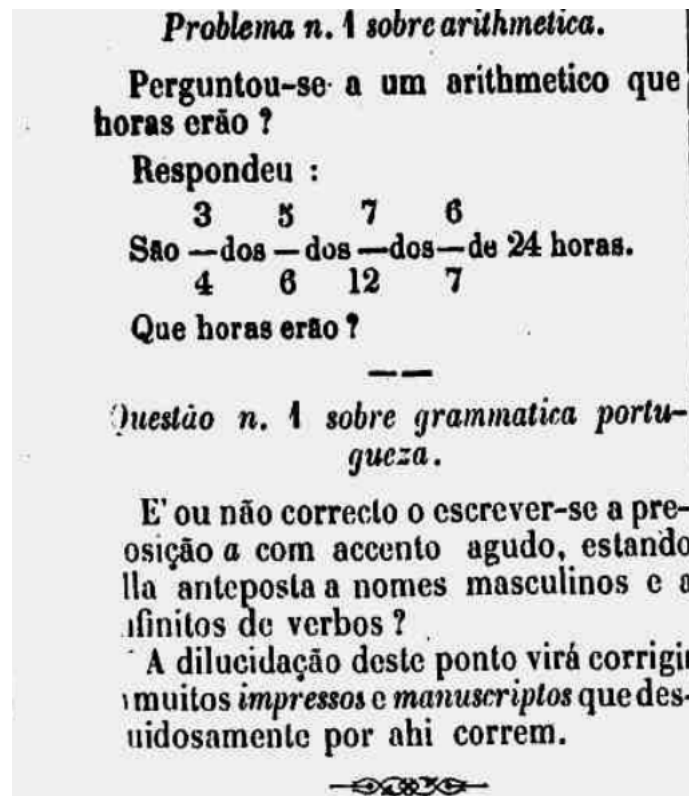 Problema n. 1 sobre arithmetica.
Perguntou-se a um arithmetico que
horas erão ?
Respondeu :
3 5 7 6
São — dos — dos — dos — de 24 horas.
4 6 12 7
Que horas erão ?
Questão n. 1 sobre grammatica portu-
gueza.
E' ou não correcto o escrever-se a pre-
osição a com accento agudo, estando
lla anteposta a nomes masculinos e a
nfinitos de verbos ?
A dilucidação deste ponto virá corrigir
muitos impressos e manuscriptos que des-
uidosamente por ahi correm.